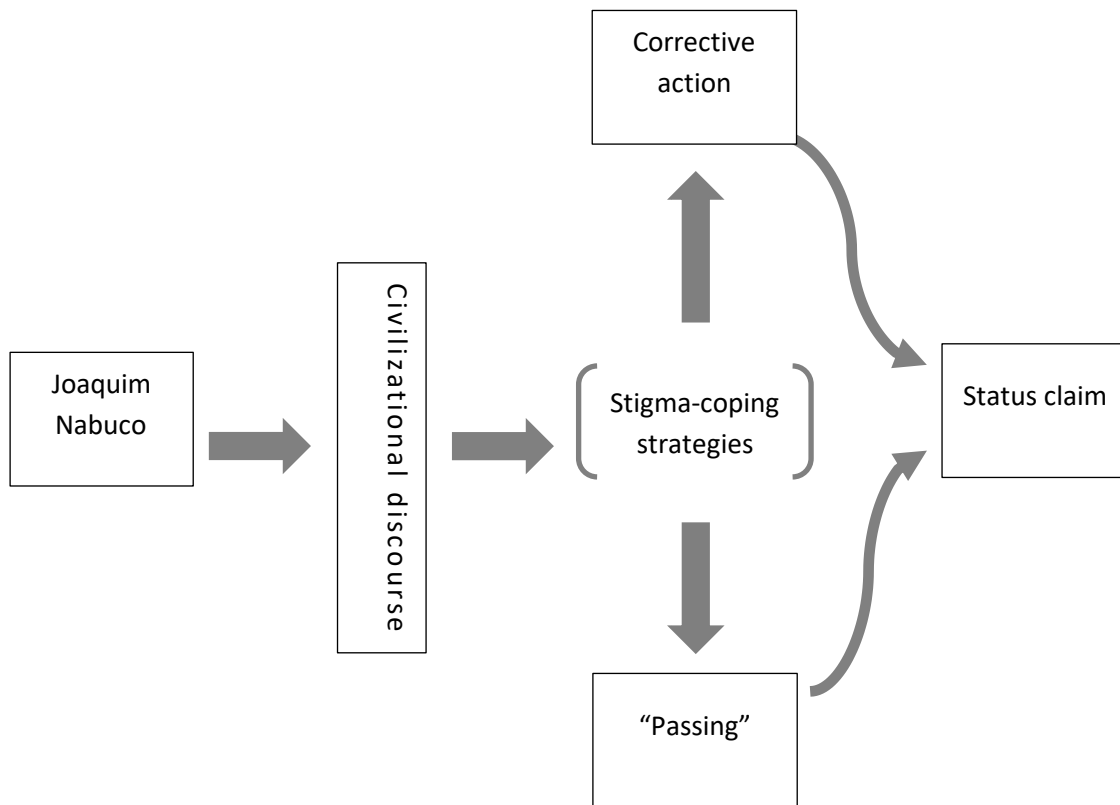 Corrective
action
Joaquim
Nabuco
Civilizational discourse
Stigma-coping
strategies
Status claim
“Passing”